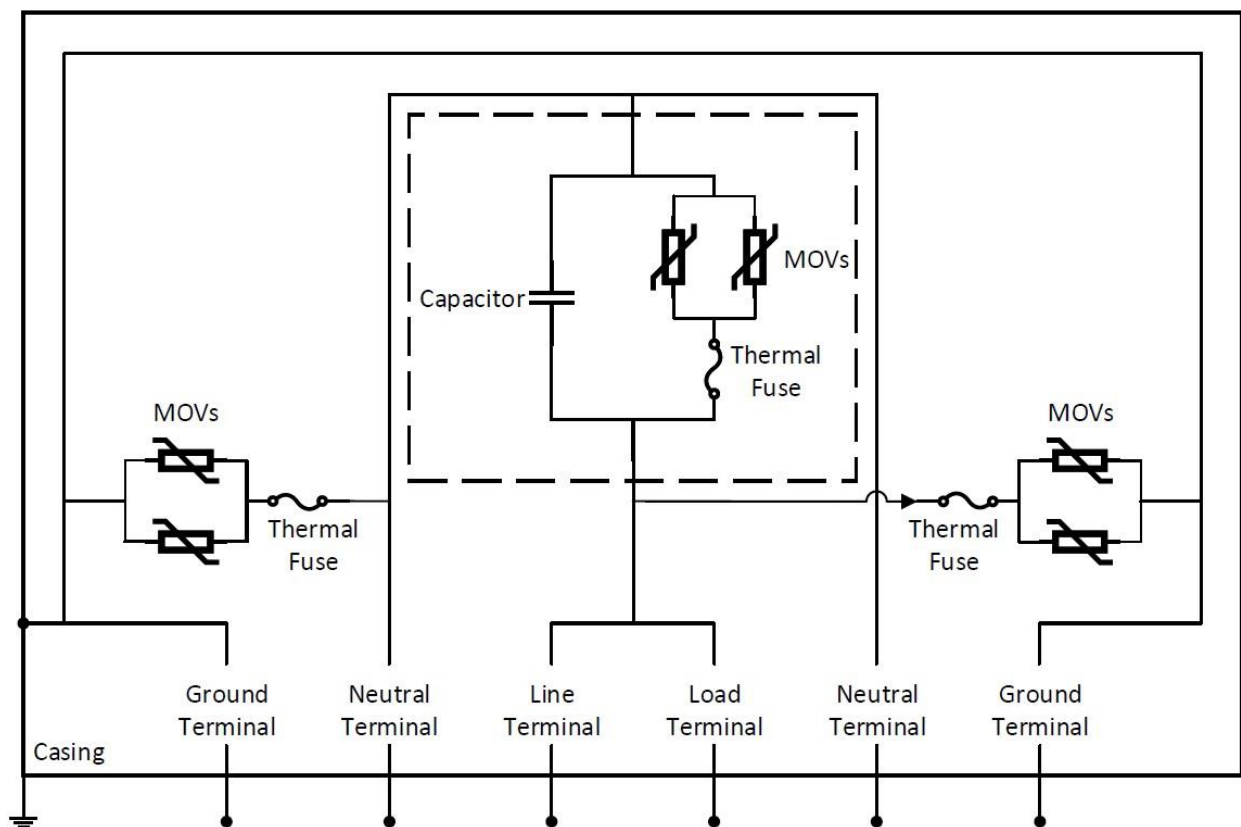 MOVs
Capacitor
Thermal
Fuse
MOVs
MOVs
Thermal
Fuse
Thermal
Fuse
Ground
Terminal
Neutral
Terminal
Line
Terminal
Load
Terminal
Neutral
Terminal
Ground
Terminal
Casing